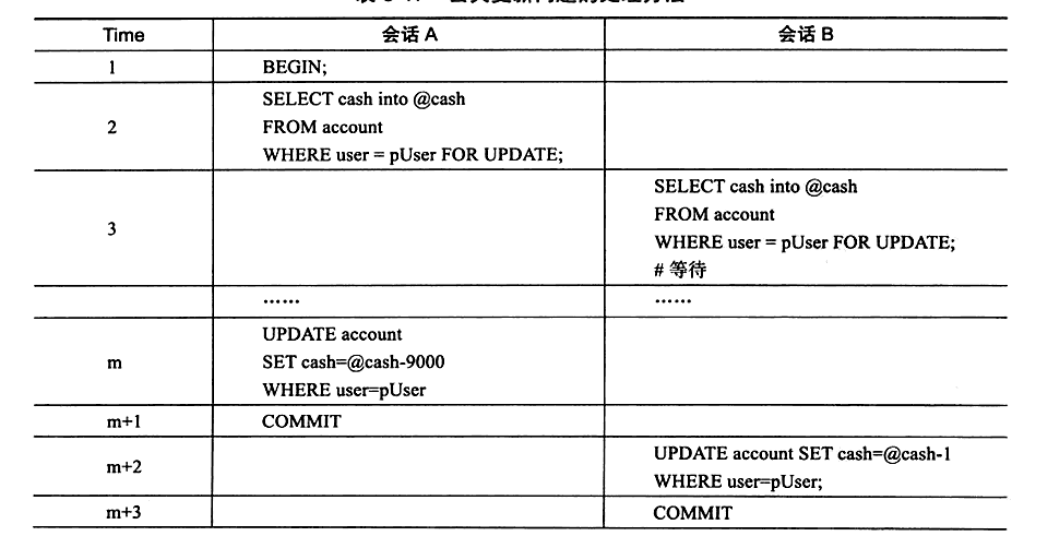 Time 会话 A 会话 B
1 BEGIN;
SELECT cash into @cash
2 FROM account
WHERE user = pUser FOR UPDATE;
SELECT cash into @cash
FROM account
3 WHERE user = pUser FOR UPDATE;
# 等待
…… ……
UPDATE account
m SET cash=@cash-9000
WHERE user=pUser
m+1 COMMIT
UPDATE account SET cash=@cash-1
m+2 WHERE user=pUser;
m+3 COMMIT